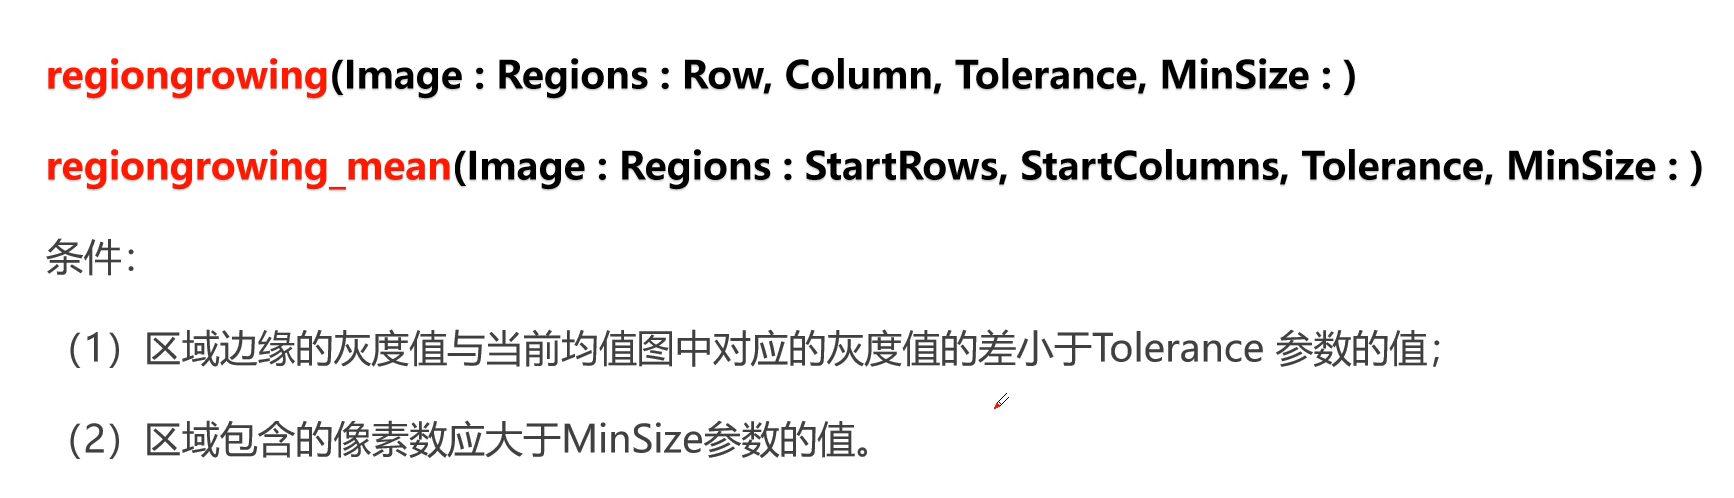 regiongrowing(Image : Regions : Row, Column, Tolerance, MinSize : )
regiongrowing_mean(Image : Regions : StartRows, StartColumns, Tolerance, MinSize : )
条件：
（1）区域边缘的灰度值与当前均值图中对应的灰度值的差小于Tolerance 参数的值；
（2）区域包含的像素数应大于MinSize参数的值。